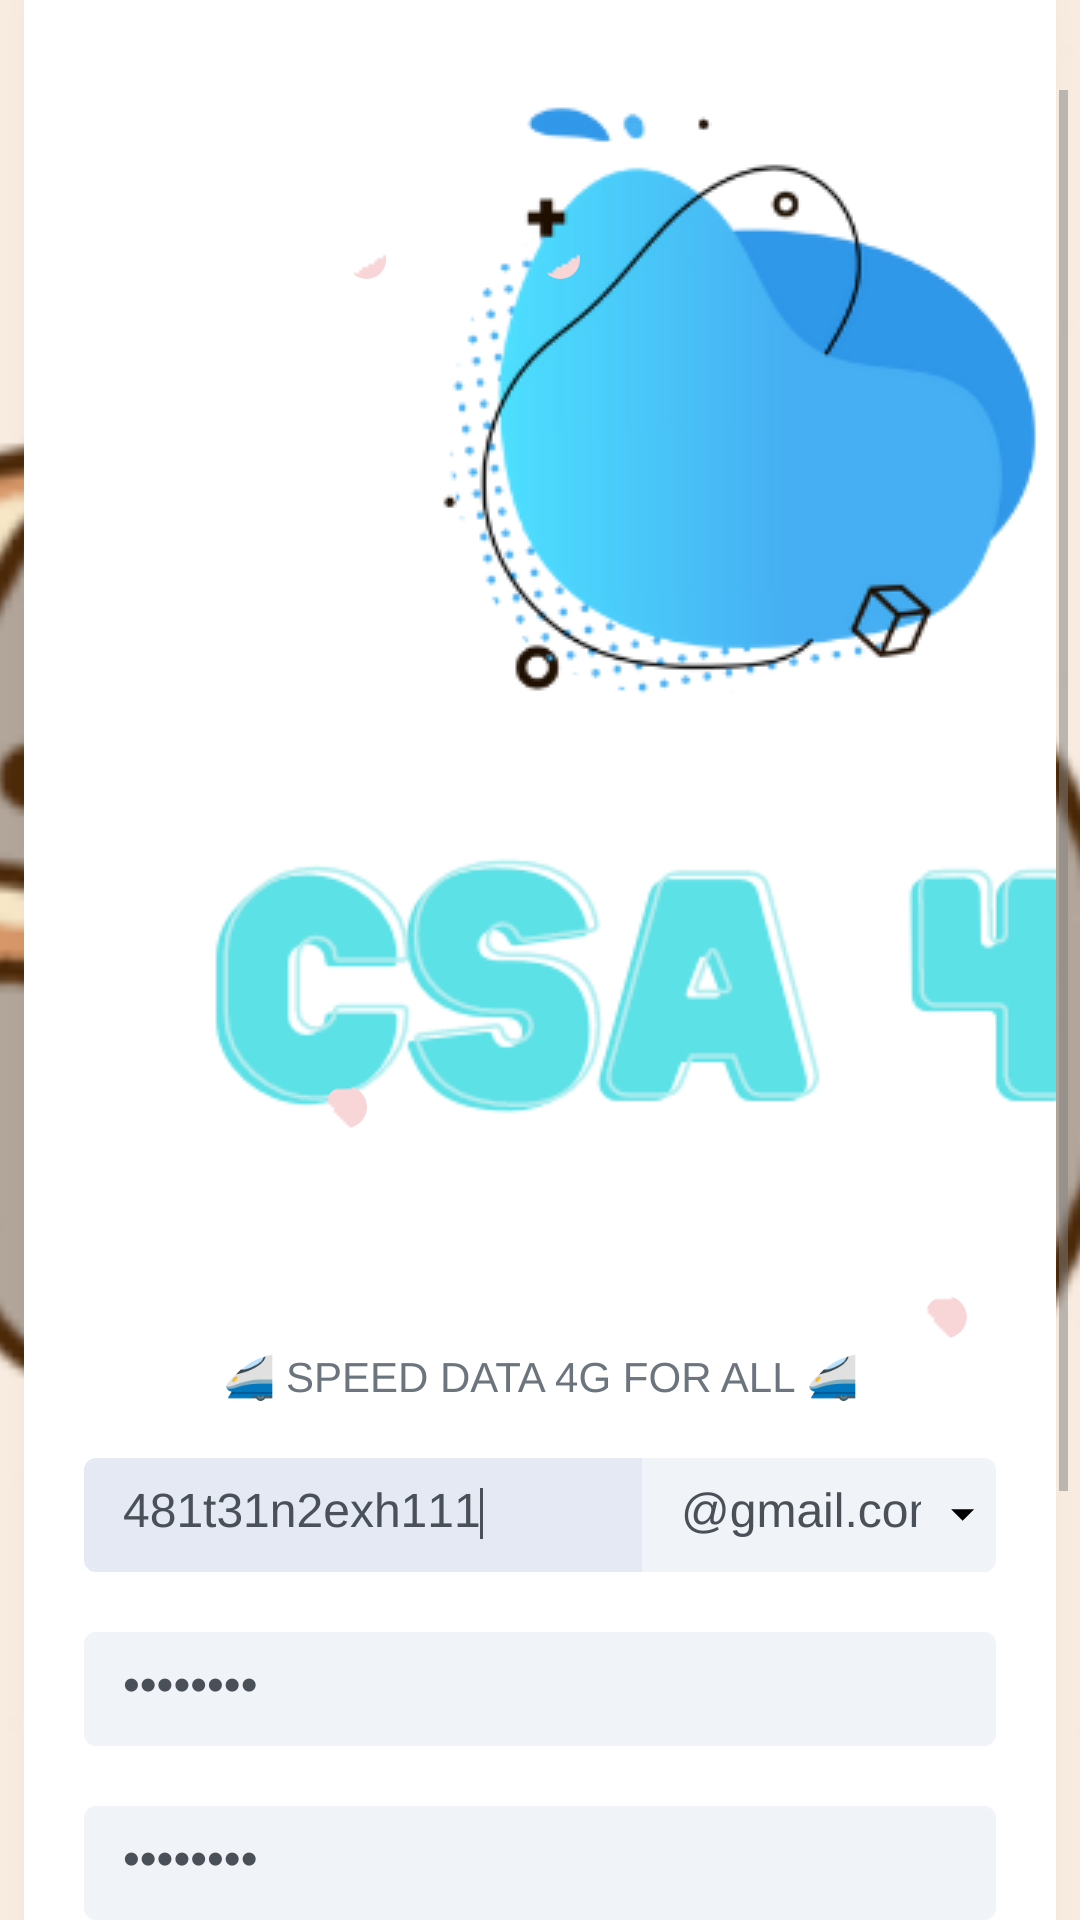 CSA 4
🚄 SPEED DATA 4G FOR ALL 🚄
481t31n2exh111
@gmail.cor
••••••••
••••••••